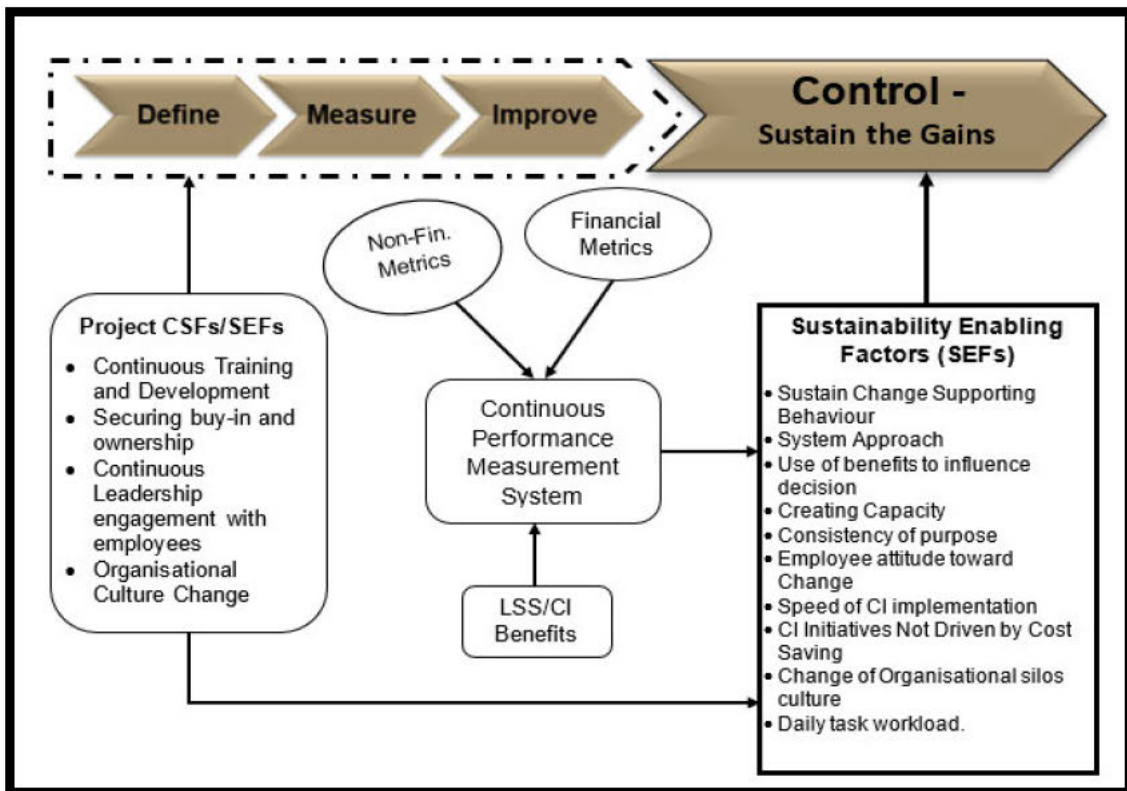 Define
Measure
Improve
Control -
Sustain the Gains
Non-Fin.
Metrics
Financial
Metrics
Project CSFs/SEFs
• Continuous Training
and Development
• Securing buy-in and
ownership
• Continuous
Leadership
engagement with
employees
• Organisational
Culture Change
Continuous
Performance
Measurement
System
LSS/CI
Benefits
Sustainability Enabling
Factors (SEFs)
• Sustain Change Supporting
Behaviour
• System Approach
• Use of benefits to influence
decision
• Creating Capacity
• Consistency of purpose
• Employee attitude toward
Change
• Speed of CI implementation
• CI Initiatives Not Driven by Cost
Saving
• Change of Organisational silos
culture
• Daily task workload.